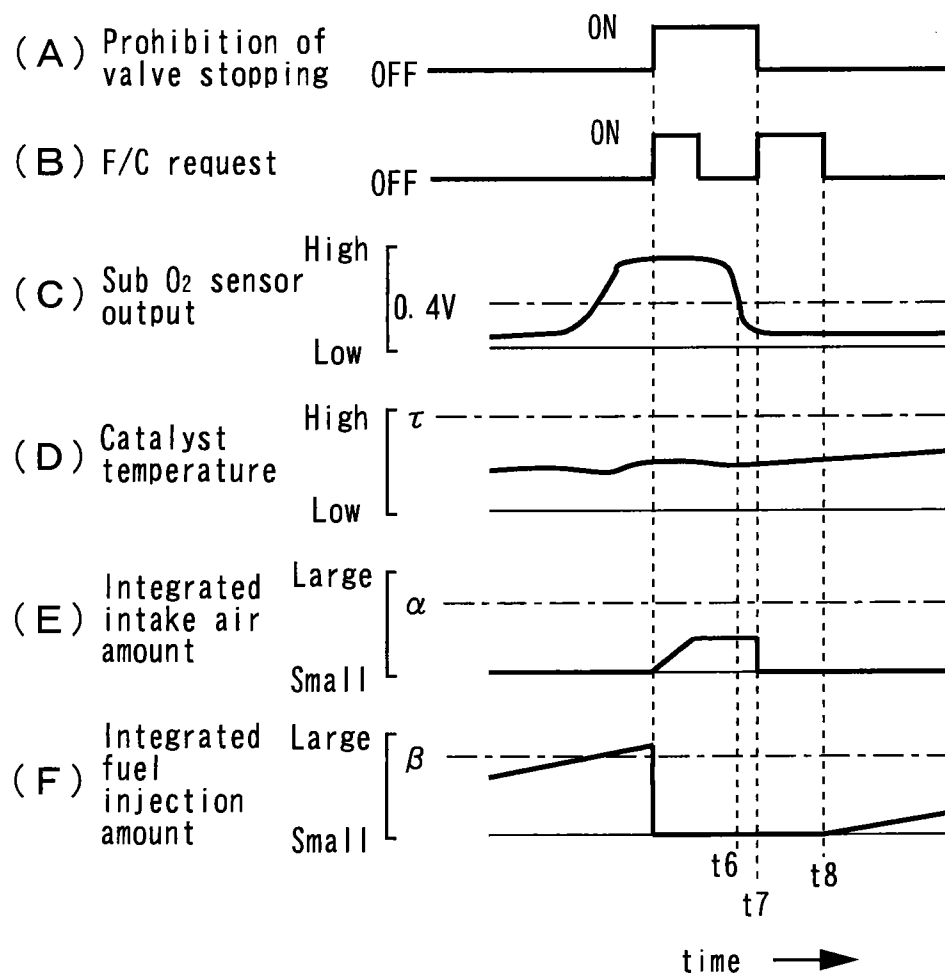 (A) Prohibition of
valve stopping
ON
OFF
(B) F/C request
ON
OFF
(C) Sub O2 sensor
output
High
0.4V
Low
(D) Catalyst
temperature
High
τ
Low
(E) Integrated
intake air
amount
Large
α
Small
(F) Integrated
fuel
injection
amount
Large
β
Small
t6
t7
t8
time